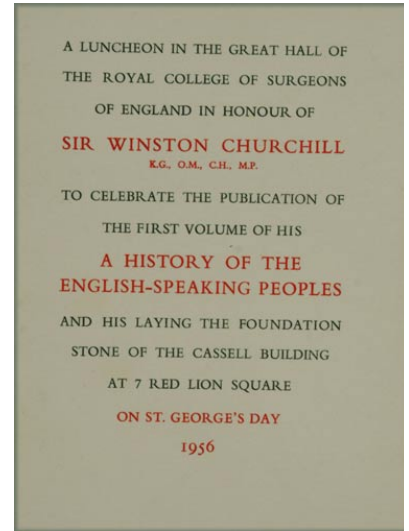 A LUNCHEON IN THE GREAT HALL OF
THE ROYAL COLLEGE OF SURGEONS
OF ENGLAND IN HONOUR OF
SIR WINSTON CHURCHILL
K.G., O.M., C.H., M.P.
TO CELEBRATE THE PUBLICATION OF
THE FIRST VOLUME OF HIS
A HISTORY OF THE
ENGLISH-SPEAKING PEOPLES
AND HIS LAYING THE FOUNDATION
STONE OF THE CASSELL BUILDING
AT 7 RED LION SQUARE
ON ST. GEORGE'S DAY
1956